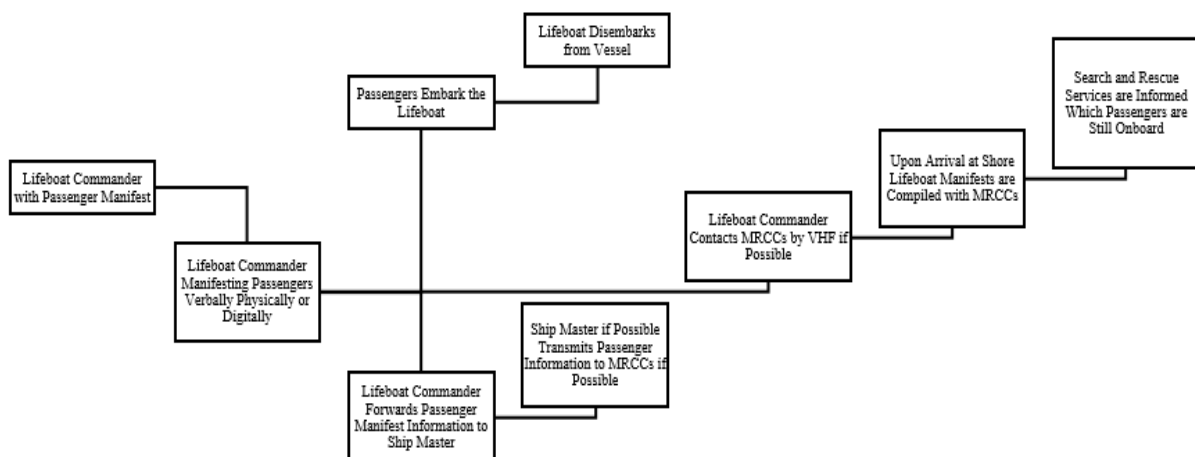 Lifeboat Disembarks
from Vessel
Passengers Embark the
Lifeboat
Search and Rescue
Services are Informed
Which Passengers are
Still Onboard
Lifeboat Commander
with Passenger Manifest
Upon Arrival at Shore
Lifeboat Manifests are
Compiled with MRCCs
Lifeboat Commander
Contacts MRCCs by VHF if
Possible
Lifeboat Commander
Manifesting Passengers
Verbally Physically or
Digitally
Ship Master if Possible
Transmits Passenger
Information to MRCCs if
Possible
Lifeboat Commander
Forwards Passenger
Manifest Information to
Ship Master